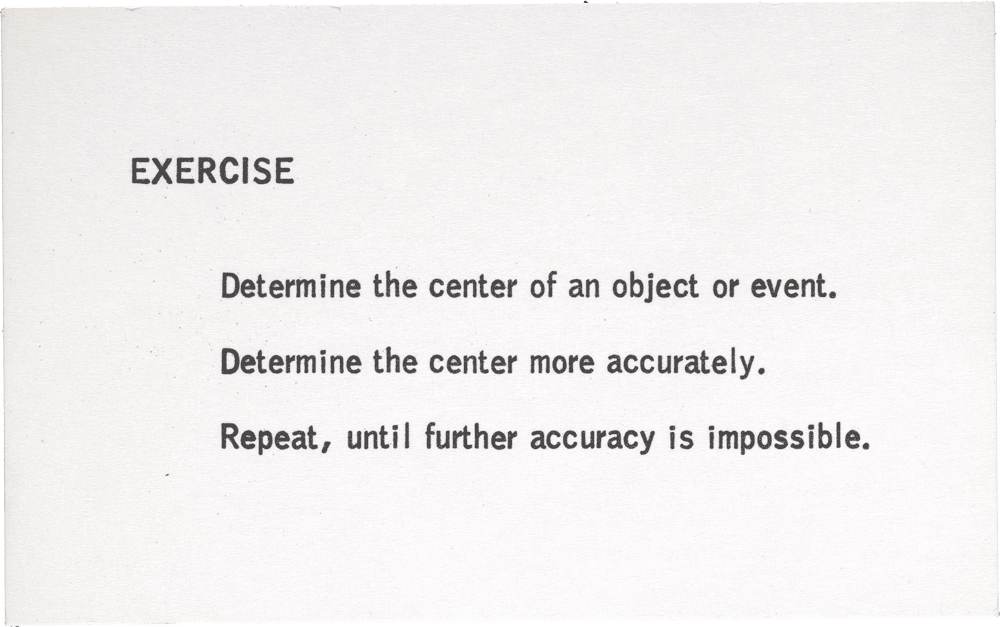 EXERCISE
Determine the center of an object or event.
Determine the center more accurately.
Repeat, until further accuracy is impossible.